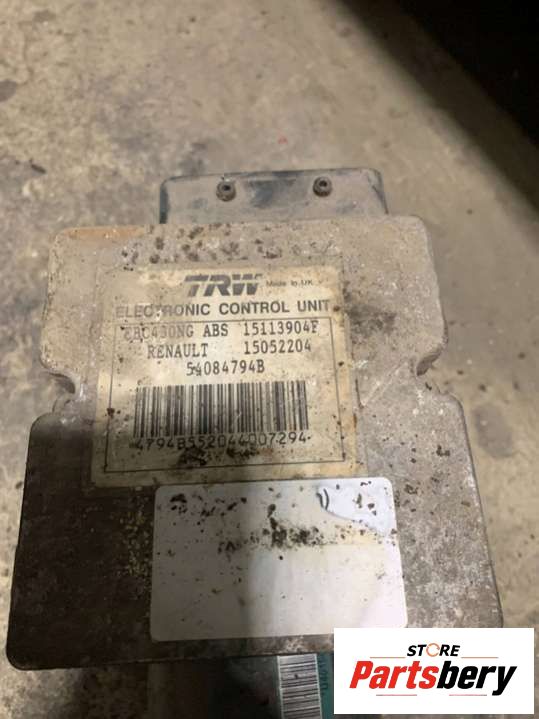 TRW Made in UK
ELECTRONIC CONTROL UNIT
EBC430NG ABS 15113904F
RENAULT 15052204
54084794B
4794B552044007294
STORE
Partsbery